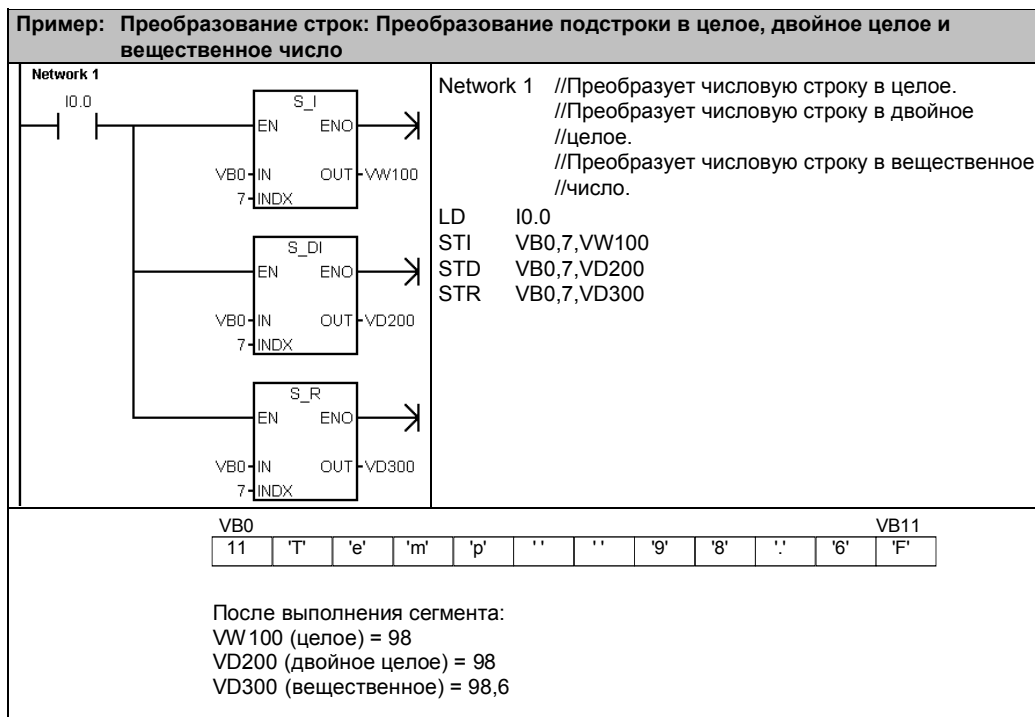 Пример: Преобразование строк: Преобразование подстроки в целое, двойное целое и
вещественное число
Network 1
I0.0
S_I
EN ENO
VB0 IN OUT VW100
7 INDX
S_DI
EN ENO
VB0 IN OUT VD200
7 INDX
S_R
EN ENO
VB0 IN OUT VD300
7 INDX
Network 1 //Преобразует числовую строку в целое.
//Преобразует числовую строку в двойное
//целое.
//Преобразует числовую строку в вещественное
//число.
LD I0.0
STI VB0,7,VW100
STD VB0,7,VD200
STR VB0,7,VD300
VB0 VB11
11 'T' 'e' 'm' 'p' ' ' ' ' '9' '8' '.' '6' 'F'
После выполнения сегмента:
VW100 (целое) = 98
VD200 (двойное целое) = 98
VD300 (вещественное) = 98,6